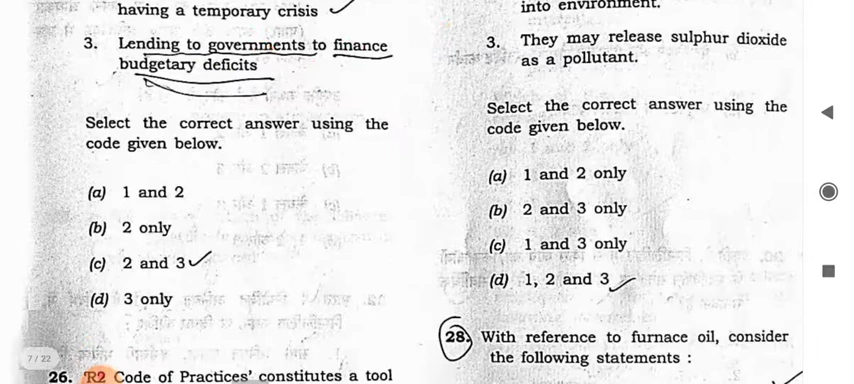 having a temporary crisis
3. Lending to governments to finance
budgetary deficits
Select the correct answer using the
code given below.
(a) 1 and 2
(b) 2 only
(c) 2 and 3
(d) 3 only
7 / 22
26. 'R2 Code of Practices' constitutes a tool
into environment.
3. They may release sulphur dioxide
as a pollutant.
Select the correct answer using the
code given below.
(a) 1 and 2 only
(b) 2 and 3 only
(c) 1 and 3 only
(d) 1, 2 and 3
28. With reference to furnace oil, consider
the following statements :